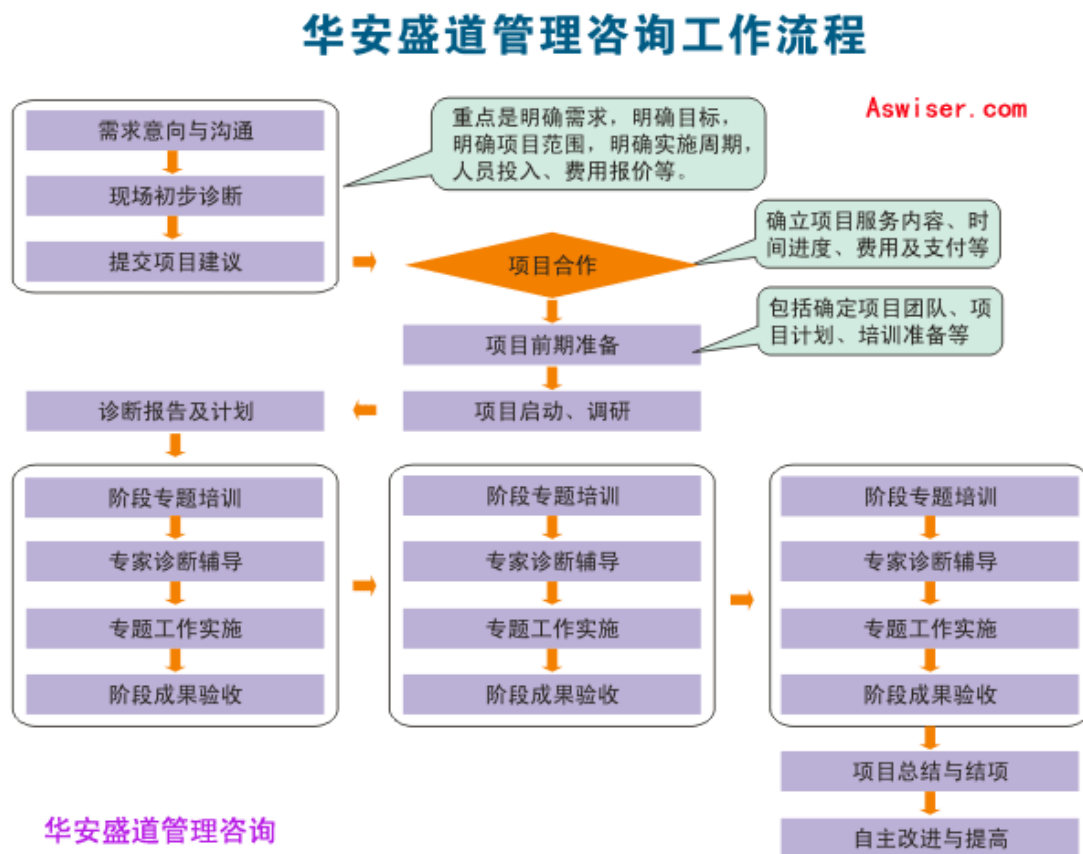 华安盛道管理咨询工作流程
Aswiser.com
需求意向与沟通
现场初步诊断
提交项目建议
重点是明确需求，明确目标，
明确项目范围，明确实施周期，
人员投入、费用报价等。
项目合作
确立项目服务内容、时
间进度、费用及支付等
项目前期准备
包括确定项目团队、项
目计划、培训准备等
项目启动、调研
诊断报告及计划
阶段专题培训
专家诊断辅导
专题工作实施
阶段成果验收
阶段专题培训
专家诊断辅导
专题工作实施
阶段成果验收
阶段专题培训
专家诊断辅导
专题工作实施
阶段成果验收
项目总结与结项
自主改进与提高
华安盛道管理咨询